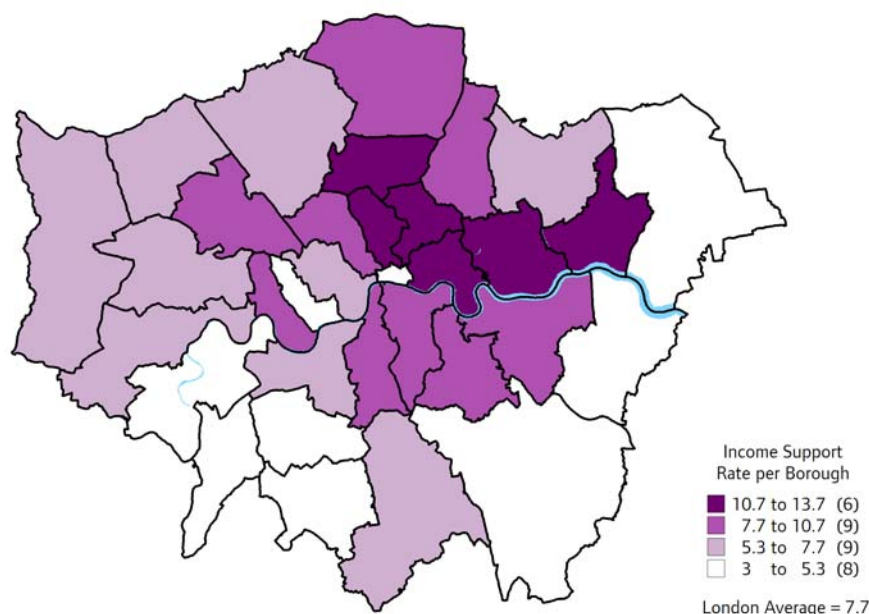 Income Support
Rate per Borough
10.7 to 13.7 (6)
7.7 to 10.7 (9)
5.3 to 7.7 (9)
3 to 5.3 (8)
London Average = 7.7